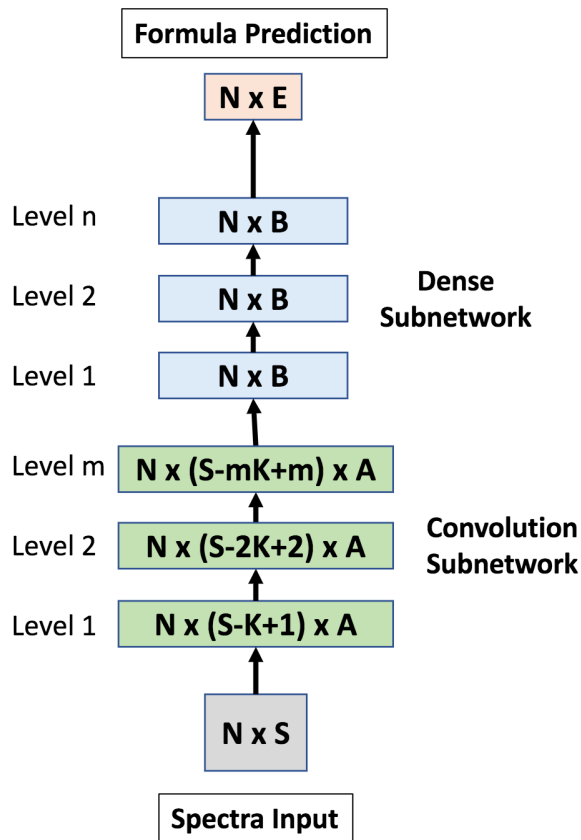 Formula Prediction
N x E
Level n
N x B
Level 2
N x B
Dense
Subnetwork
Level 1
N x B
Level m
N x (S-mK+m) x A
Level 2
N x (S-2K+2) x A
Convolution
Subnetwork
Level 1
N x (S-K+1) x A
N x S
Spectra Input